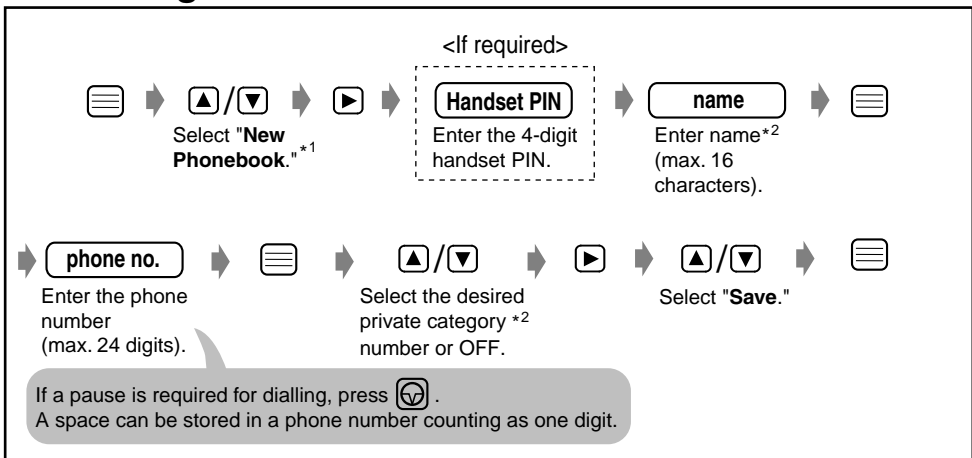 <If required>
/
Handset PIN
name
Select "New
Phonebook."*1
Enter the 4-digit
handset PIN.
Enter name*2
(max. 16
characters).
phone no.
/
/
Enter the phone
number
(max. 24 digits).
Select the desired
private category *2
number or OFF.
Select "Save."
If a pause is required for dialling, press .
A space can be stored in a phone number counting as one digit.